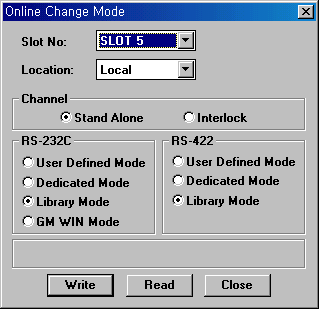 Online Change Mode
Slot No: SLOT 5
Location: Local
Channel
Stand Alone Interlock
RS-232C
User Defined Mode
Dedicated Mode
Library Mode
GM WIN Mode
RS-422
User Defined Mode
Dedicated Mode
Library Mode
Write Read Close